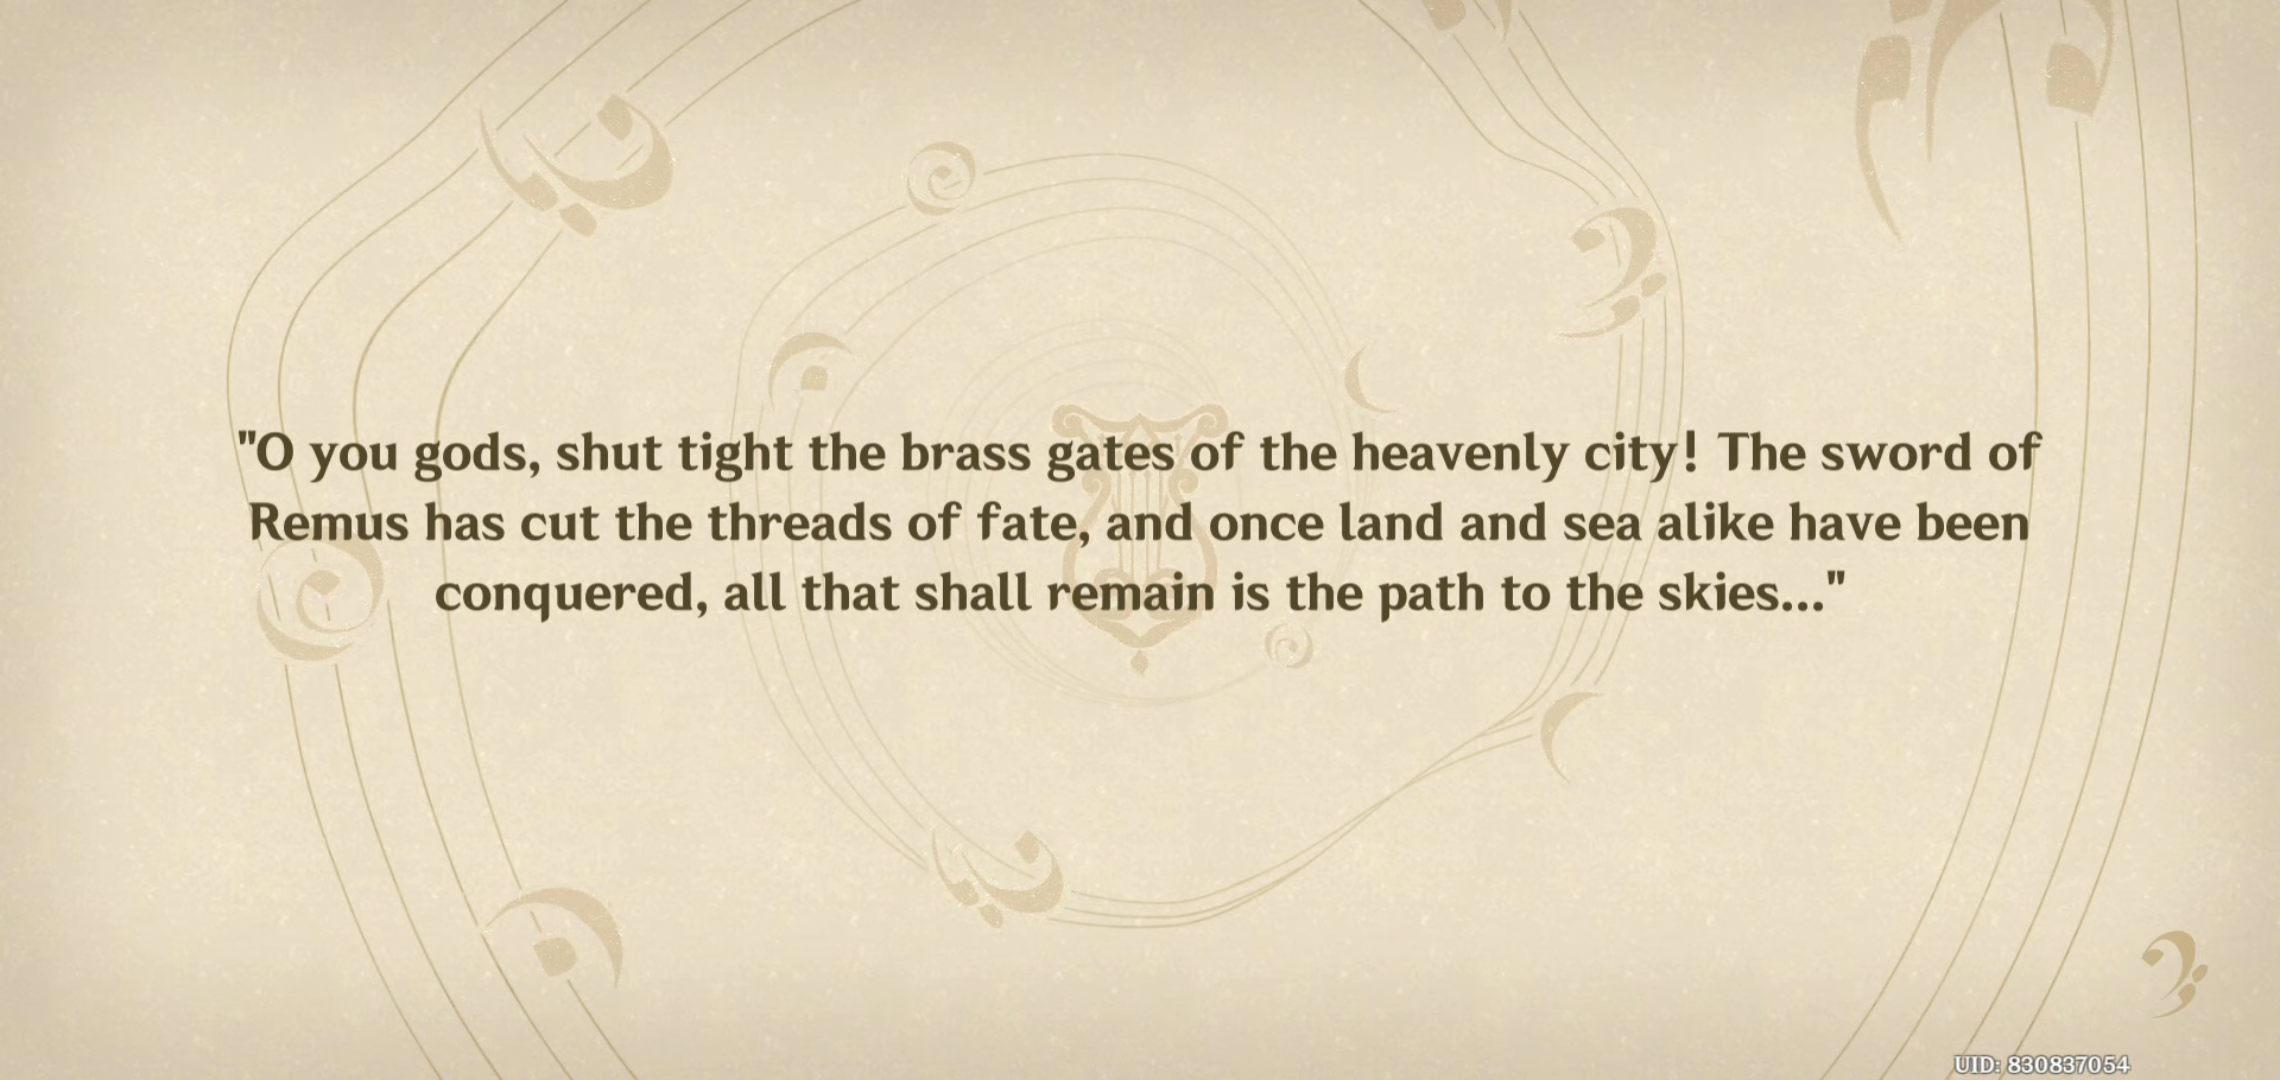 "O you gods, shut tight the brass gates of the heavenly city! The sword of
Remus has cut the threads of fate, and once land and sea alike have been
conquered, all that shall remain is the path to the skies..."
UID: 830837054